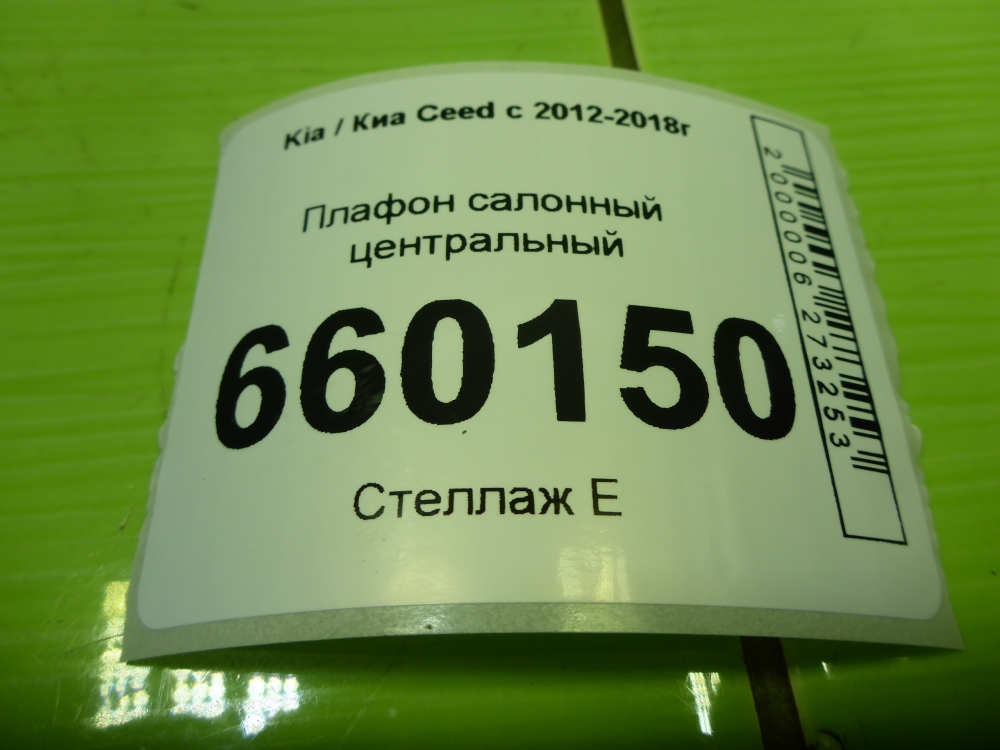 Kia / Киа Ceed с 2012-2018г
Плафон салонный
центральный
660150
Стеллаж Е
2000006273253